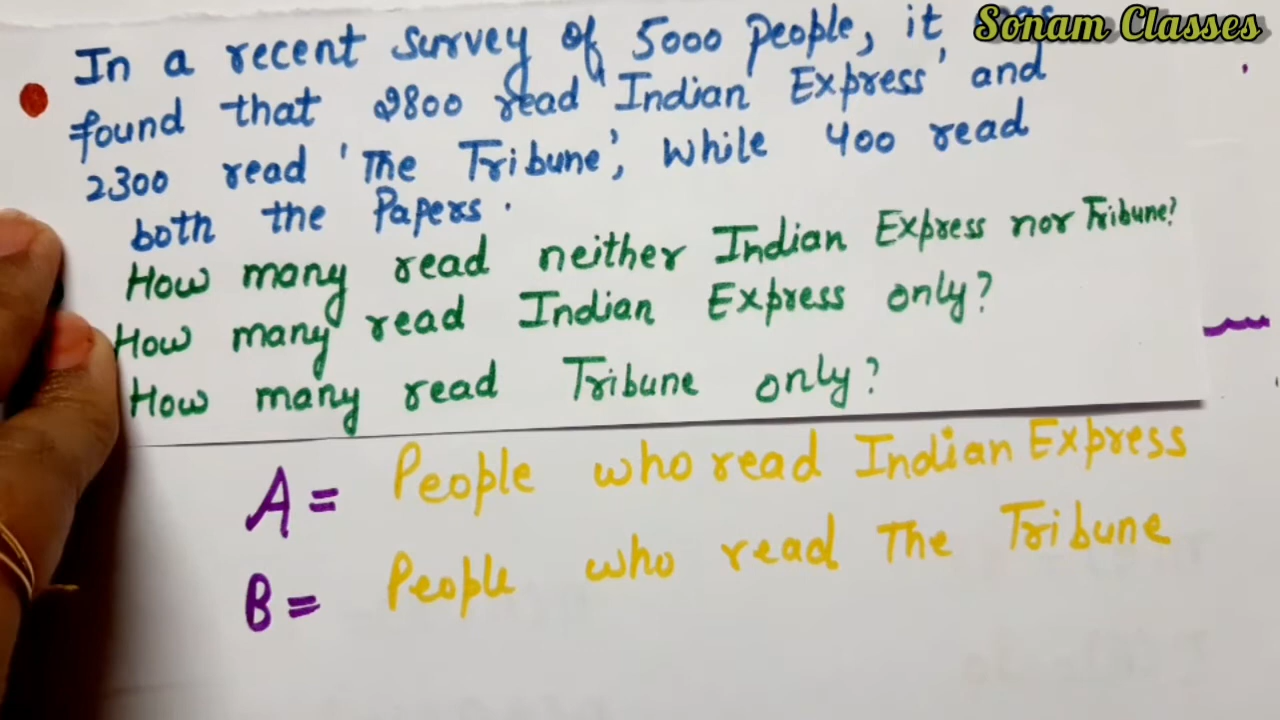 Sonam Classes
In a recent survey of 5000 people, it was
found that 2800 read 'Indian Express' and
2300 read 'The Tribune', while 400 read
both the Papers.
How many read neither Indian Express nor Tribune?
How many read Indian Express only?
How many read Tribune only?
A = People who read Indian Express
B = People who read The Tribune